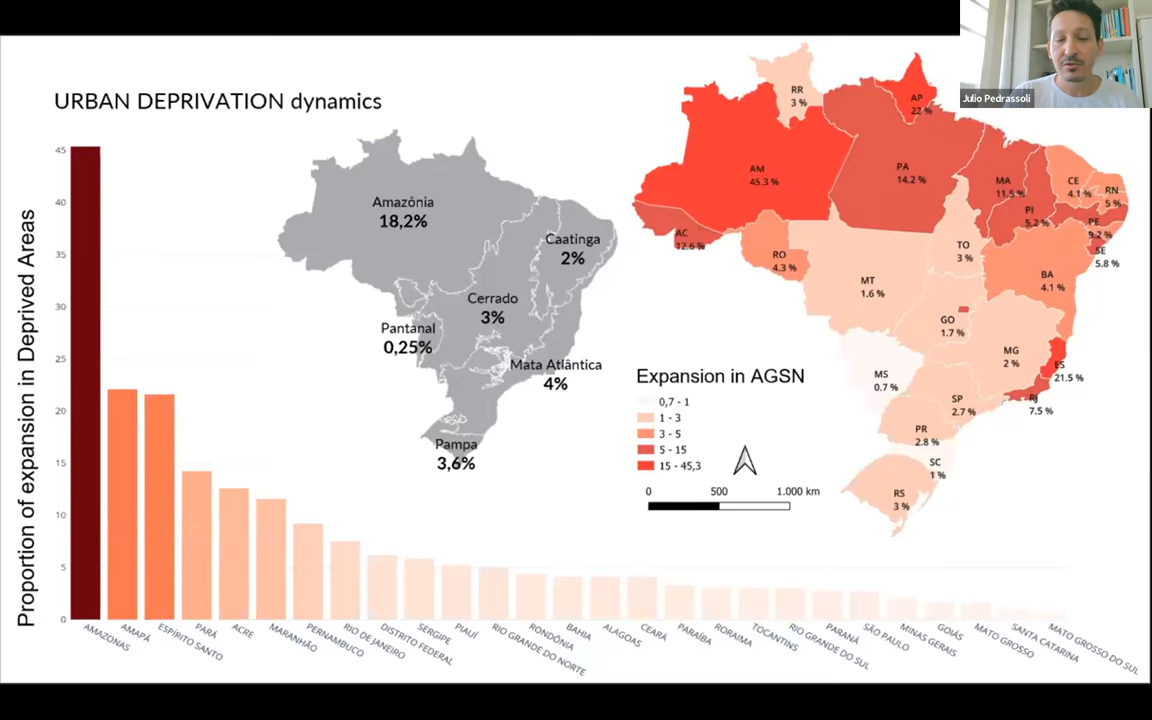 Julio Pedrassoli
URBAN DEPRIVATION dynamics
Proportion of expansion in Deprived Areas
45
40
35
30
25
20
15
10
5
0
AMAZONAS
AMAPÁ
ESPÍRITO SANTO
PARÁ
ACRE
MARANHÃO
PERNAMBUCO
RIO DE JANEIRO
DISTRITO FEDERAL
SERGIPE
PIAUÍ
RIO GRANDE DO NORTE
RONDÔNIA
BAHIA
ALAGOAS
CEARÁ
PARAÍBA
RORAIMA
TOCANTINS
RIO GRANDE DO SUL
PARANÁ
SÃO PAULO
MINAS GERAIS
GOIÁS
MATO GROSSO
SANTA CATARINA
MATO GROSSO DO SUL
Amazônia
18,2%
Caatinga
2%
Cerrado
3%
Pantanal
0,25%
Mata Atlântica
4%
Pampa
3,6%
RR
3 %
AP
22 %
AM
45.3 %
PA
14.2 %
MA
11.5 %
CE
4.1 %
RN
5 %
PI
5.2 %
PE
9.2 %
SE
5.8 %
AC
12.6 %
RO
4.3 %
TO
3 %
MT
1.6 %
BA
4.1 %
GO
1.7 %
MG
2 %
ES
21.5 %
MS
0.7 %
SP
2.7 %
RJ
7.5 %
PR
2.8 %
SC
1 %
RS
3 %
Expansion in AGSN
0,7 - 1
1 - 3
3 - 5
5 - 15
15 - 45,3
0 500 1.000 km